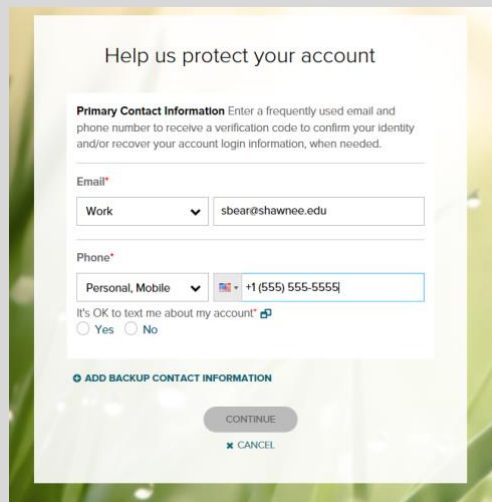 Help us protect your account
Primary Contact Information Enter a frequently used email and
phone number to receive a verification code to confirm your identity
and/or recover your account login information, when needed.
Email*
Work
sbear@shawnee.edu
Phone*
Personal, Mobile
+1 (555) 555-5555
It's OK to text me about my account*
Yes No
ADD BACKUP CONTACT INFORMATION
CONTINUE
CANCEL